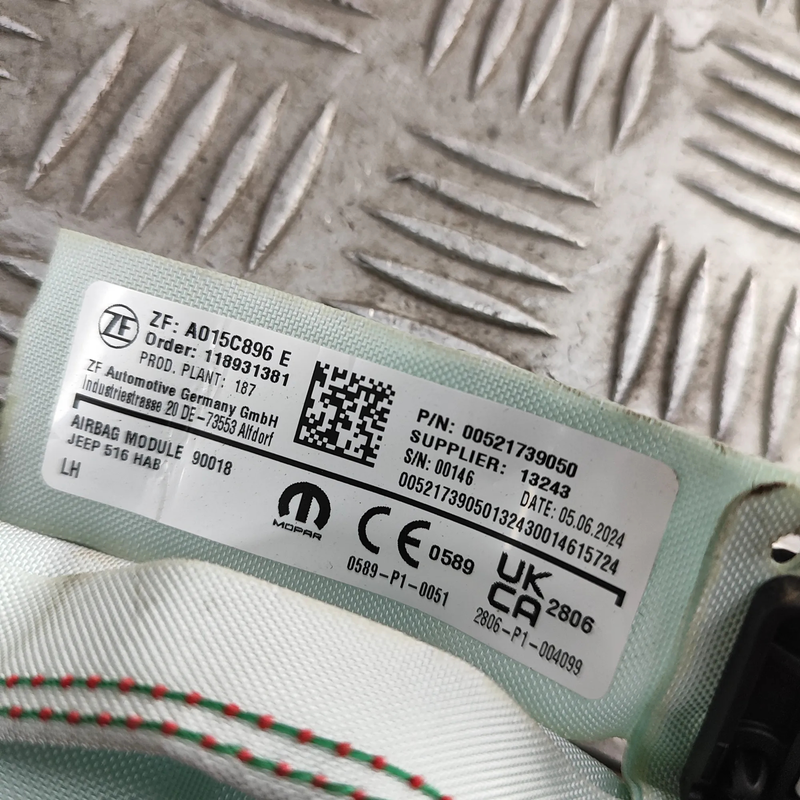 ZF
ZF: A015C896 E
Order: 118931381
PROD. PLANT: 187
ZF Automotive Germany GmbH
Industriestrasse 20 DE-73553 Alfdorf
AIRBAG MODULE 90018
JEEP 516 HAB
LH
P/N: 00521739050
SUPPLIER: 13243
S/N: 00146 DATE: 05.06.2024
00521739050132430014615724
MOPAR
CE 0589
0589-P1-0051
UK
CA 2806
2806-P1-004099